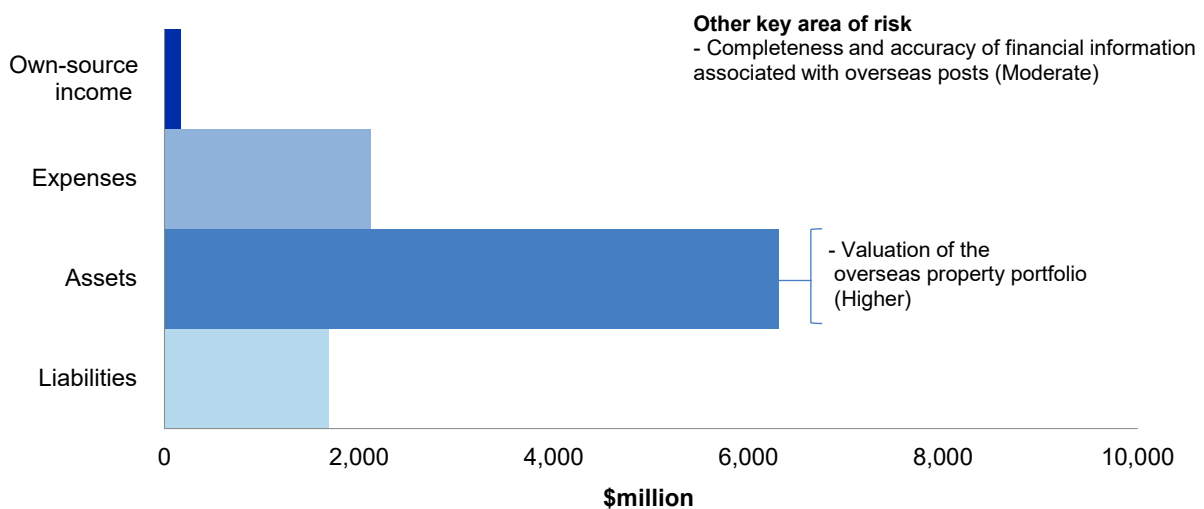 Other key area of risk
- Completeness and accuracy of financial information
associated with overseas posts (Moderate)
Own-source
income
Expenses
Assets
- Valuation of the
overseas property portfolio
(Higher)
Liabilities
0
2,000
4,000
6,000
8,000
10,000
$million